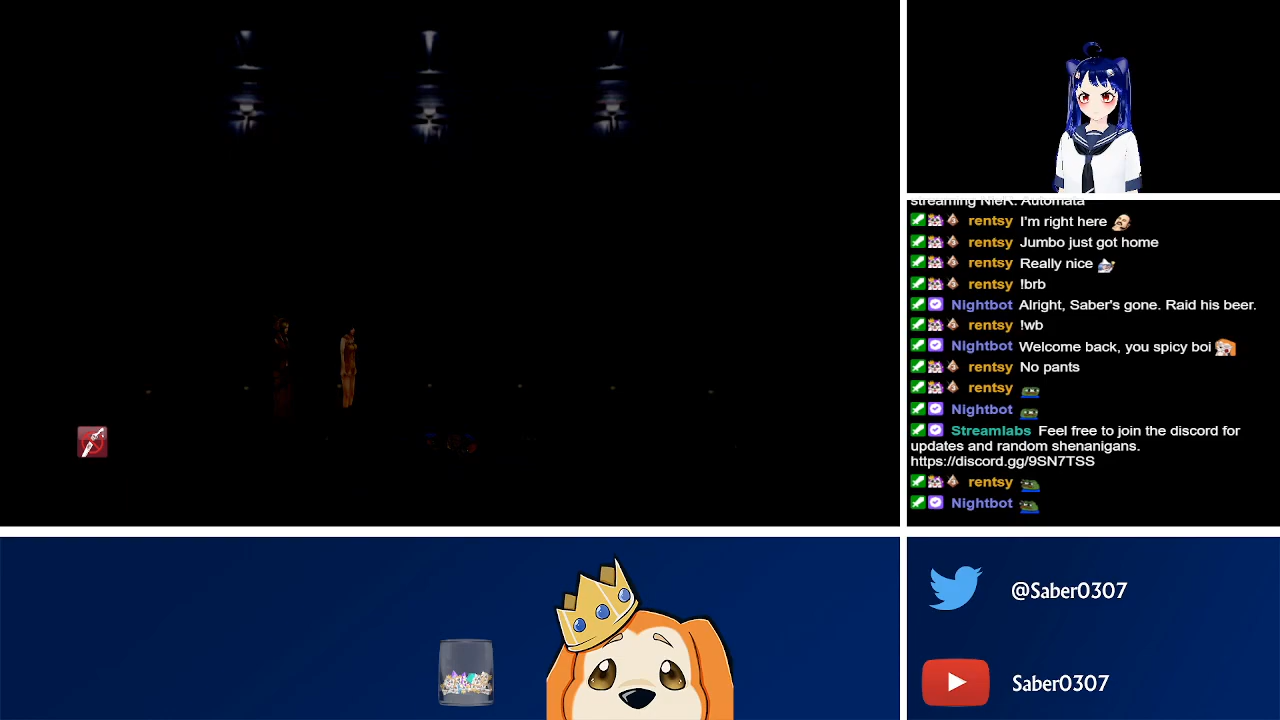 streaming NieR: Automata
rentsy I'm right here
rentsy Jumbo just got home
rentsy Really nice
rentsy !brb
Nightbot Alright, Saber's gone. Raid his beer.
rentsy !wb
Nightbot Welcome back, you spicy boi
rentsy No pants
rentsy
Nightbot
Streamlabs Feel free to join the discord for
updates and random shenanigans.
https://discord.gg/9SN7TSS
rentsy
Nightbot
@Saber0307
Saber0307